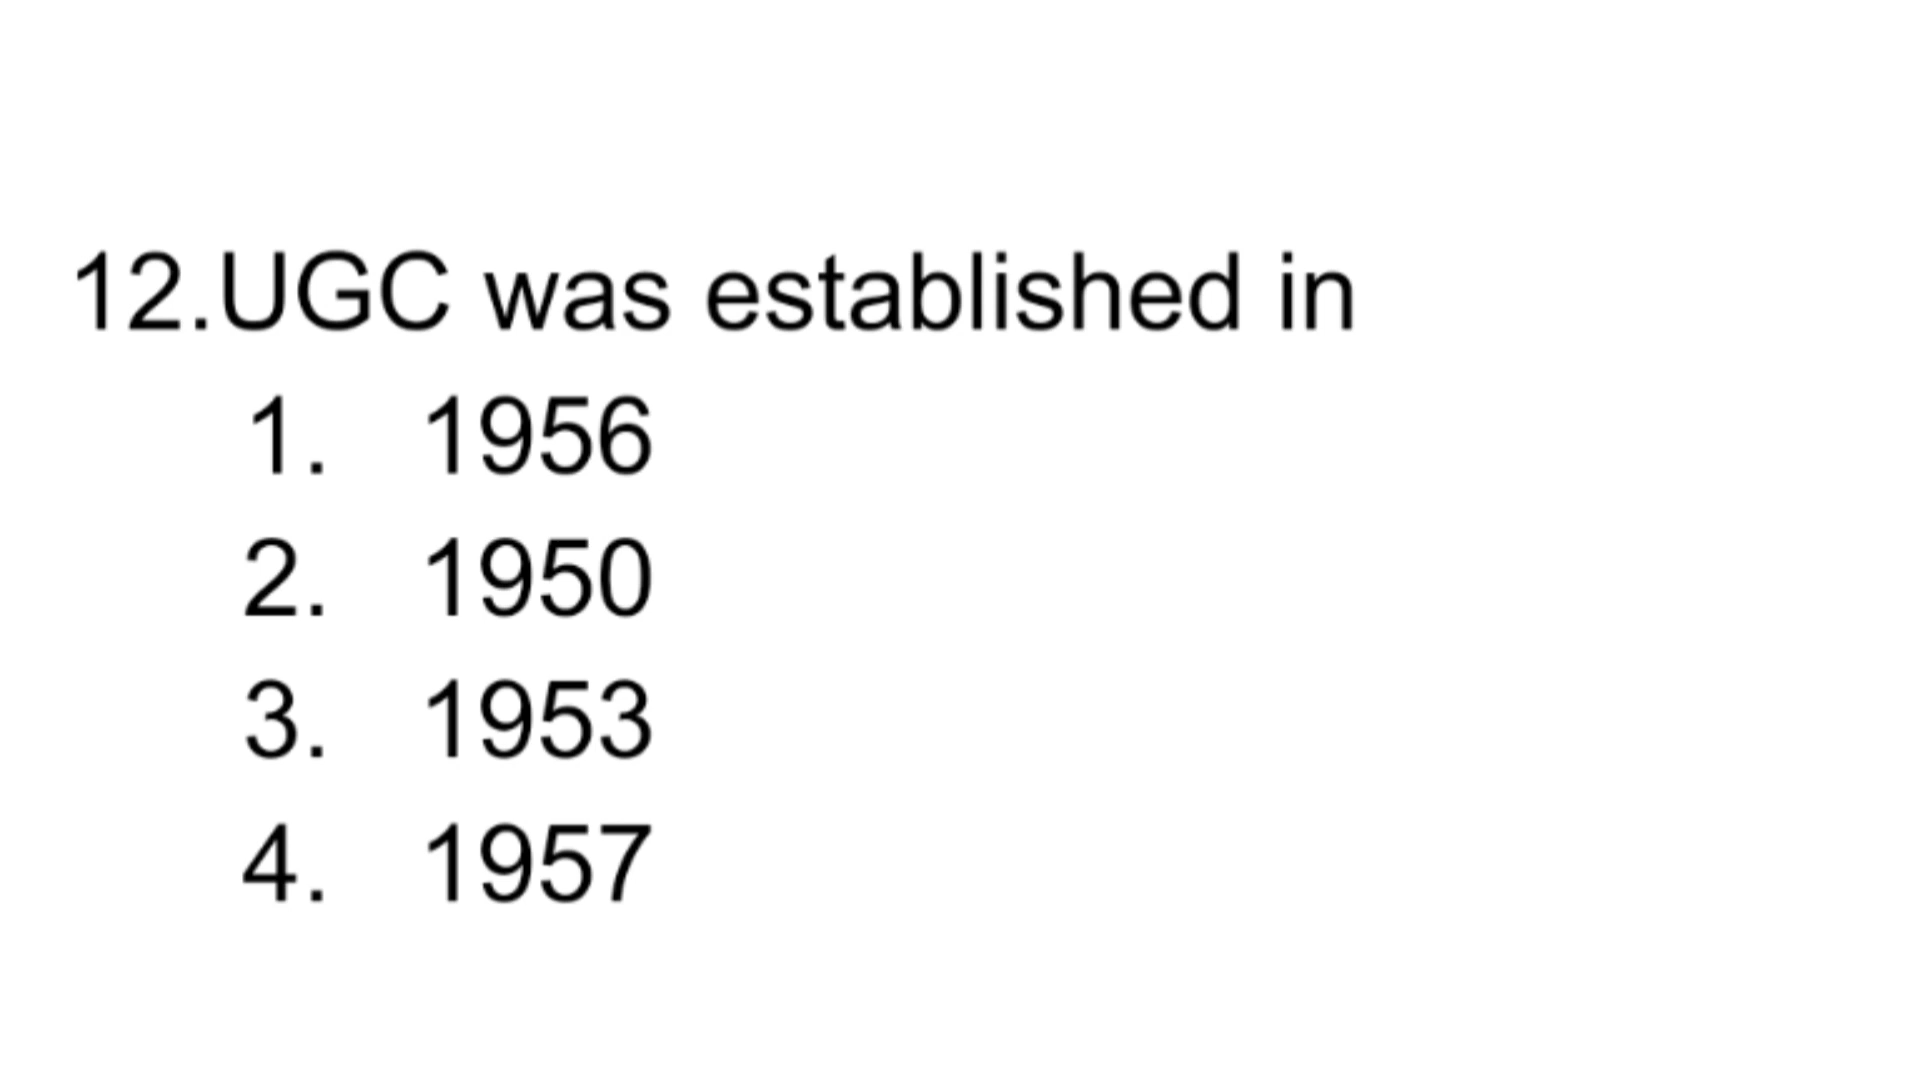 12.UGC was established in
1. 1956
2. 1950
3. 1953
4. 1957